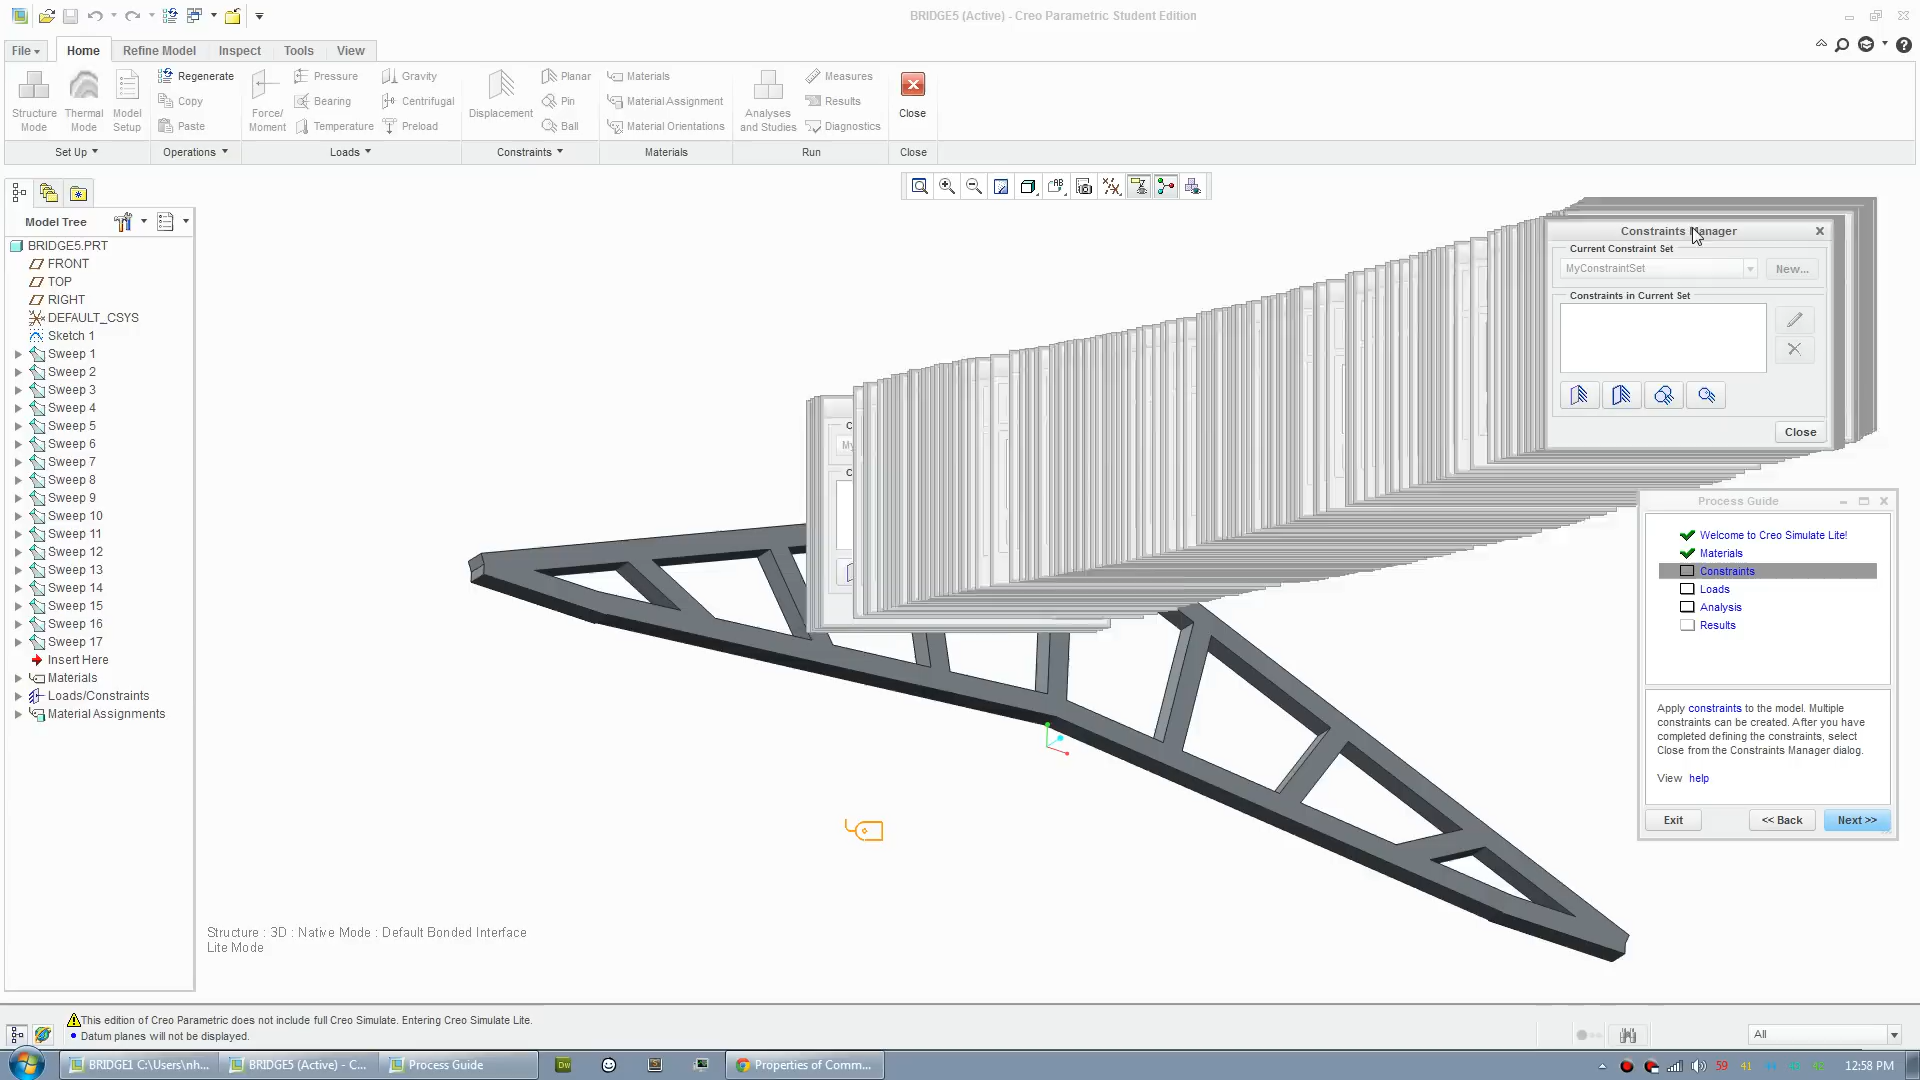 BRIDGE5 (Active) - Creo Parametric Student Edition
File
Home
Refine Model
Inspect
Tools
View
Structure Mode
Thermal Mode
Model Setup
Regenerate
Copy
Paste
Force/ Moment
Pressure
Bearing
Temperature
Gravity
Centrifugal
Preload
Displacement
Planar
Pin
Ball
Materials
Material Assignment
Material Orientations
Analyses and Studies
Measures
Results
Diagnostics
Close
Set Up
Operations
Loads
Constraints
Materials
Run
Close
Model Tree
BRIDGE5.PRT
FRONT
TOP
RIGHT
DEFAULT_CSYS
Sketch 1
Sweep 1
Sweep 2
Sweep 3
Sweep 4
Sweep 5
Sweep 6
Sweep 7
Sweep 8
Sweep 9
Sweep 10
Sweep 11
Sweep 12
Sweep 13
Sweep 14
Sweep 15
Sweep 16
Sweep 17
Insert Here
Materials
Loads/Constraints
Material Assignments
Constraints Manager
Current Constraint Set
MyConstraintSet
New...
Constraints in Current Set
Close
C
My
C
Process Guide
Welcome to Creo Simulate Lite!
Materials
Constraints
Loads
Analysis
Results
Apply constraints to the model. Multiple
constraints can be created. After you have
completed defining the constraints, select
Close from the Constraints Manager dialog.
View help
Exit
<< Back
Next >>
Structure : 3D : Native Mode : Default Bonded Interface
Lite Mode
This edition of Creo Parametric does not include full Creo Simulate. Entering Creo Simulate Lite.
• Datum planes will not be displayed.
All
BRIDGE1 C:\Users\nh...
BRIDGE5 (Active) - C...
Process Guide
Dw
Properties of Comm...
59
41
12:58 PM